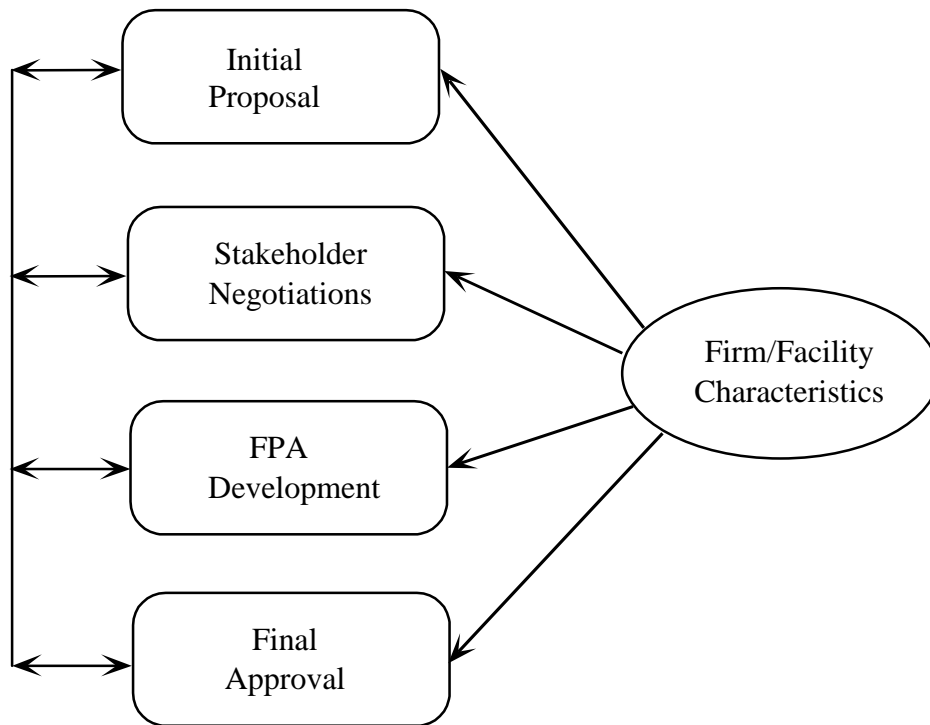 Initial
Proposal
Stakeholder
Negotiations
Firm/Facility
Characteristics
FPA
Development
Final
Approval